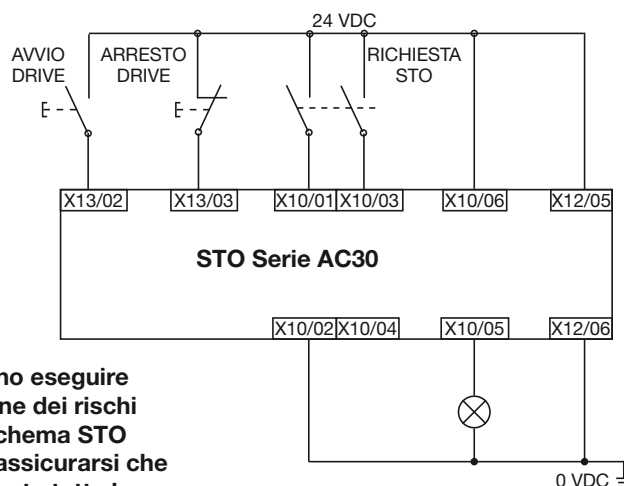 24 VDC
AVVIO
DRIVE
ARRESTO
DRIVE
RICHIESTA
STO
X13/02
X13/03
X10/01
X10/03
X10/06
X12/05
STO Serie AC30
X10/02
X10/04
X10/05
X12/06
no eseguire
ne dei rischi
chema STO
assicurarsi che
0 VDC